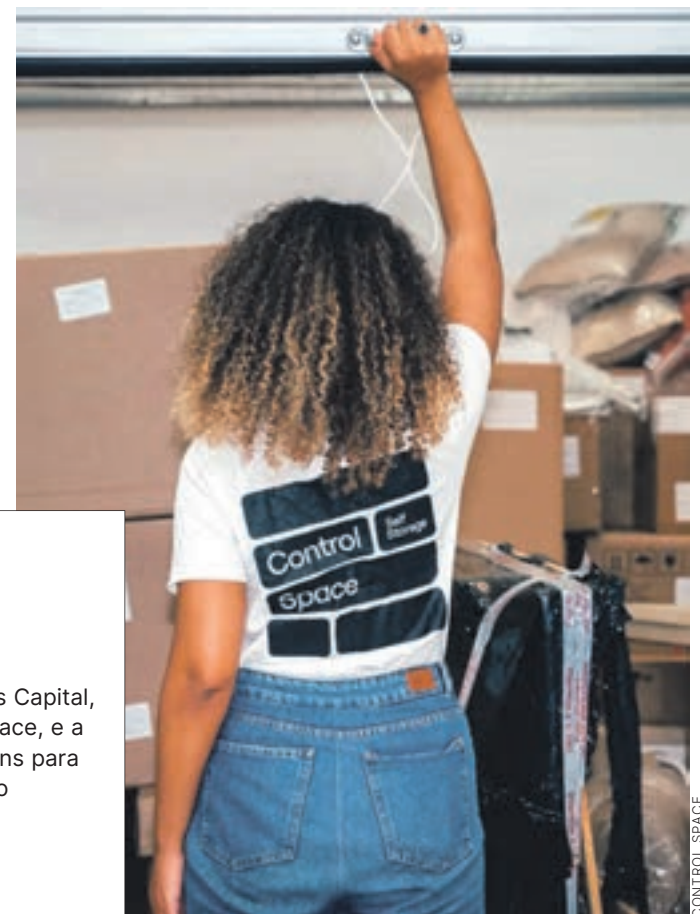 Control
Self
Storage
Space
s Capital,
ace, e a
ns para
o
CONTROL SPACE